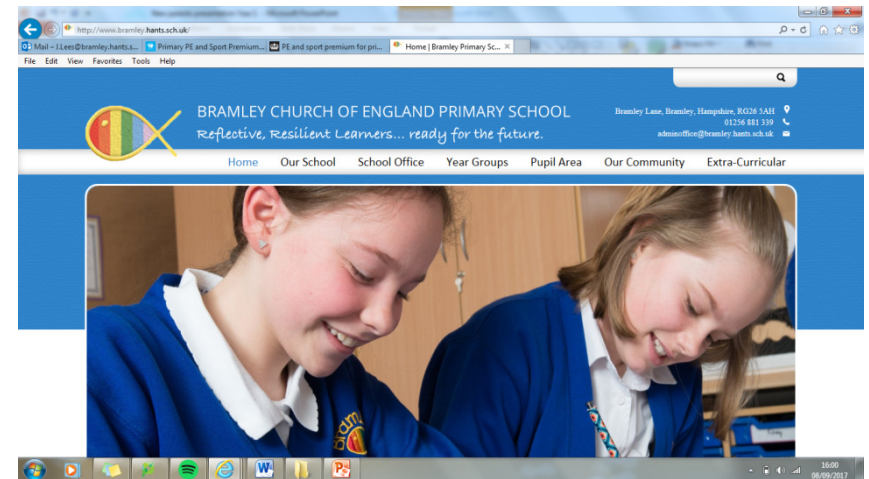 http://www.bramley.hants.sch.uk/
Mail – J.Lees@bramley.hants.s...
Primary PE and Sport Premium...
PE and sport premium for pri...
Home | Bramley Primary Sc...
File Edit View Favorites Tools Help
BRAMLEY CHURCH OF ENGLAND PRIMARY SCHOOL
Reflective, Resilient Learners... ready for the future.
Bramley Lane, Bramley, Hampshire, RG26 5AH
01256 881 339
adminoffice@bramley.hants.sch.uk
Home Our School School Office Year Groups Pupil Area Our Community Extra-Curricular
16:00
08/09/2017